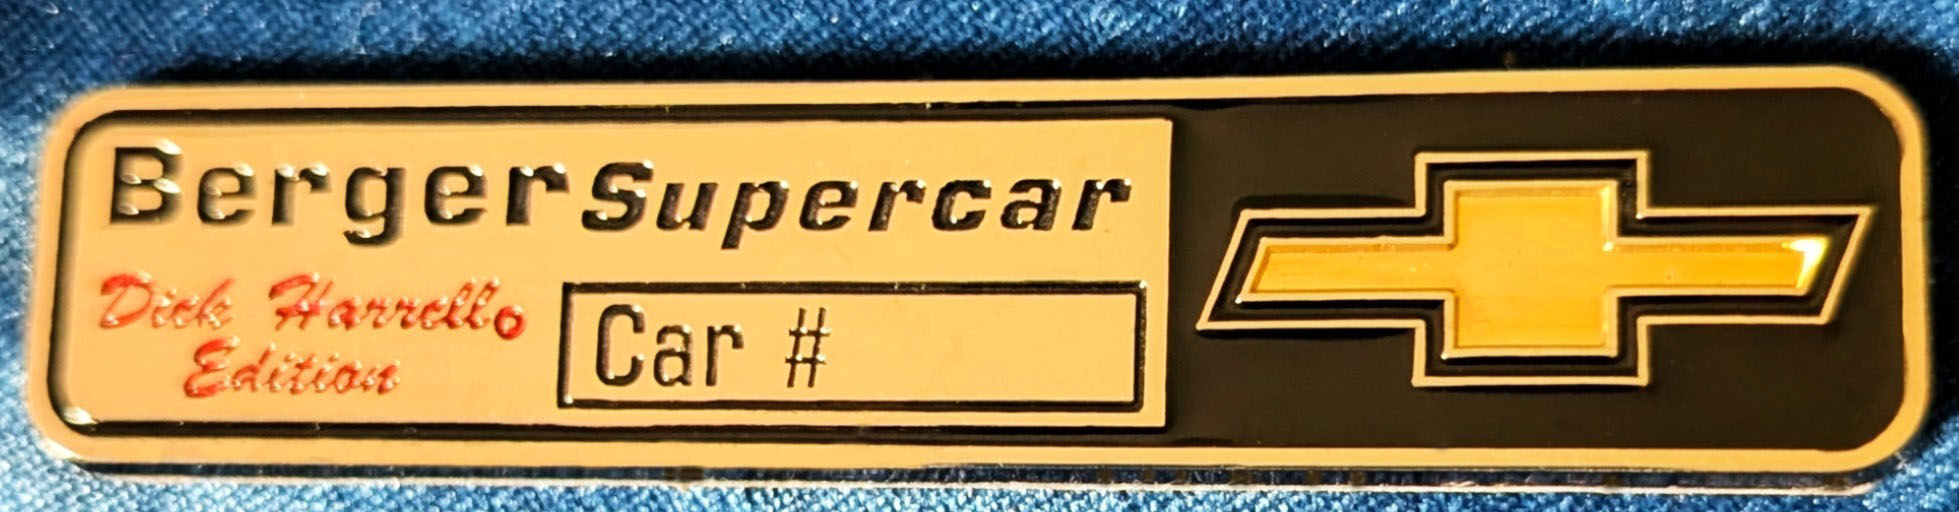 Berger Supercar
Dick Harrell
Edition
Car #